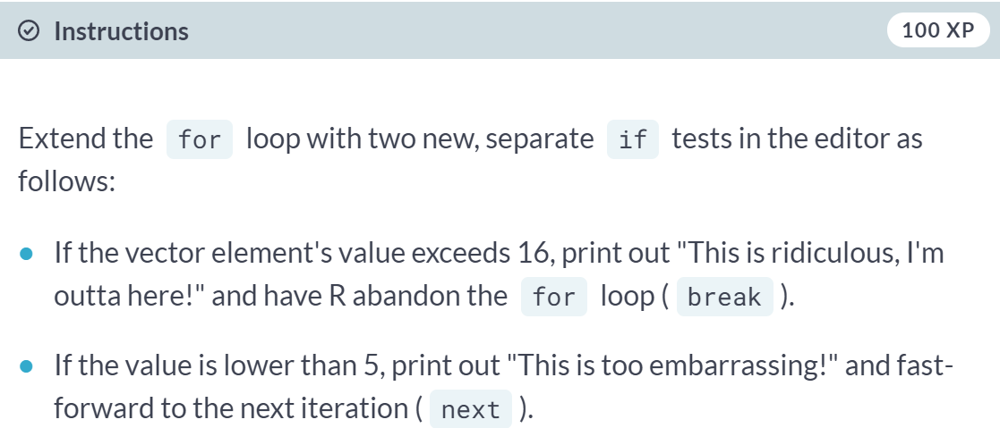 Instructions
100 XP
Extend the for loop with two new, separate if tests in the editor as
follows:
If the vector element's value exceeds 16, print out "This is ridiculous, I'm
outta here!" and have R abandon the for loop ( break ).
If the value is lower than 5, print out "This is too embarrassing!" and fast-
forward to the next iteration ( next ).